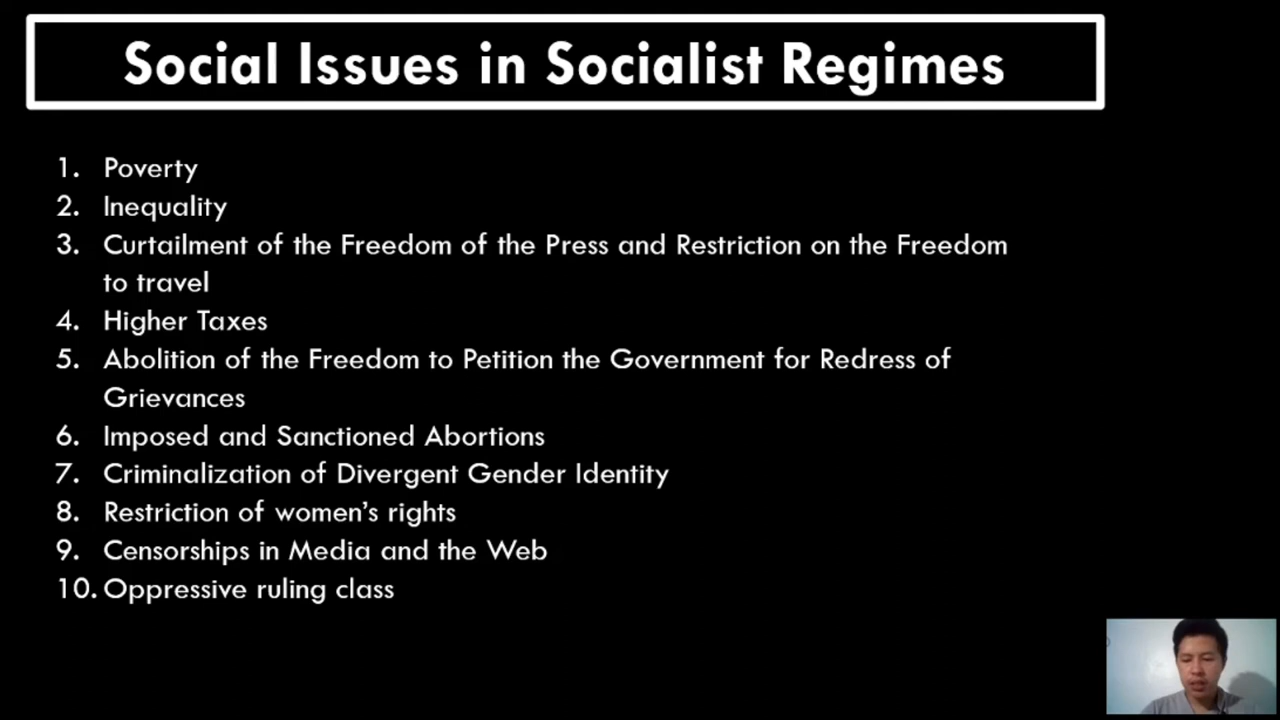 Social Issues in Socialist Regimes
1. Poverty
2. Inequality
3. Curtailment of the Freedom of the Press and Restriction on the Freedom
to travel
4. Higher Taxes
5. Abolition of the Freedom to Petition the Government for Redress of
Grievances
6. Imposed and Sanctioned Abortions
7. Criminalization of Divergent Gender Identity
8. Restriction of women's rights
9. Censorships in Media and the Web
10. Oppressive ruling class